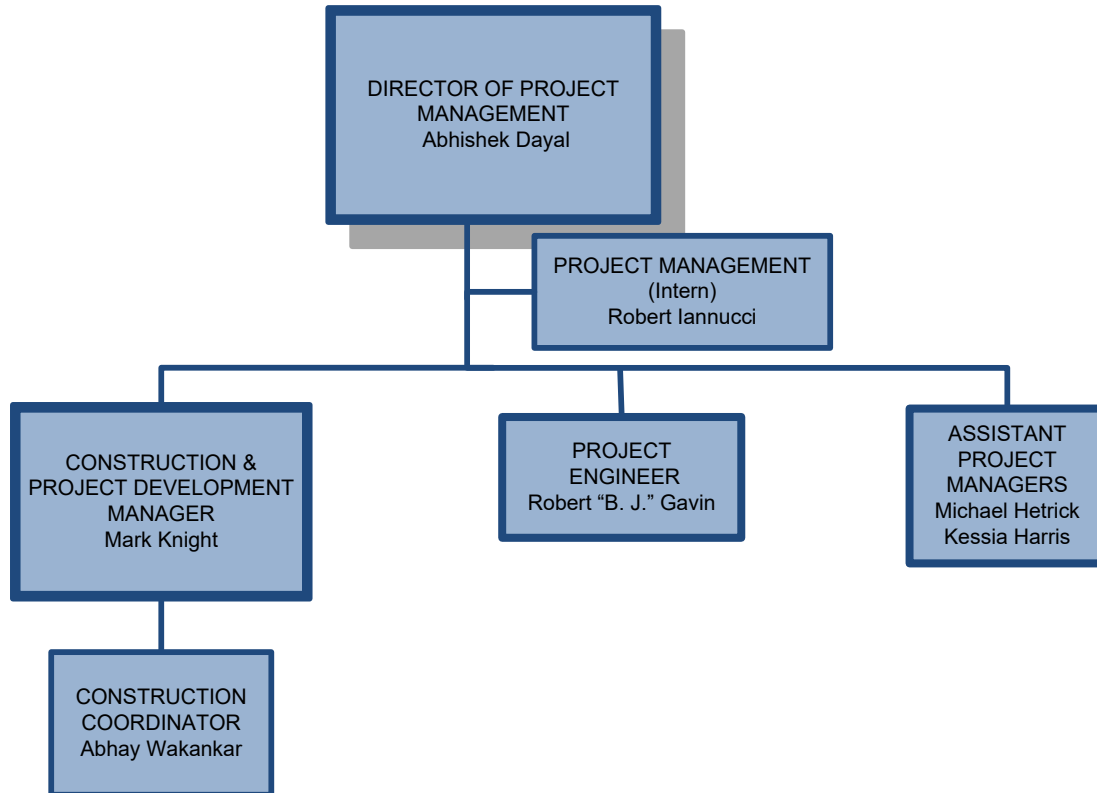 DIRECTOR OF PROJECT
MANAGEMENT
Abhishek Dayal
PROJECT MANAGEMENT
(Intern)
Robert Iannucci
CONSTRUCTION &
PROJECT DEVELOPMENT
MANAGER
Mark Knight
PROJECT
ENGINEER
Robert “B. J.” Gavin
ASSISTANT
PROJECT
MANAGERS
Michael Hetrick
Kessia Harris
CONSTRUCTION
COORDINATOR
Abhay Wakankar